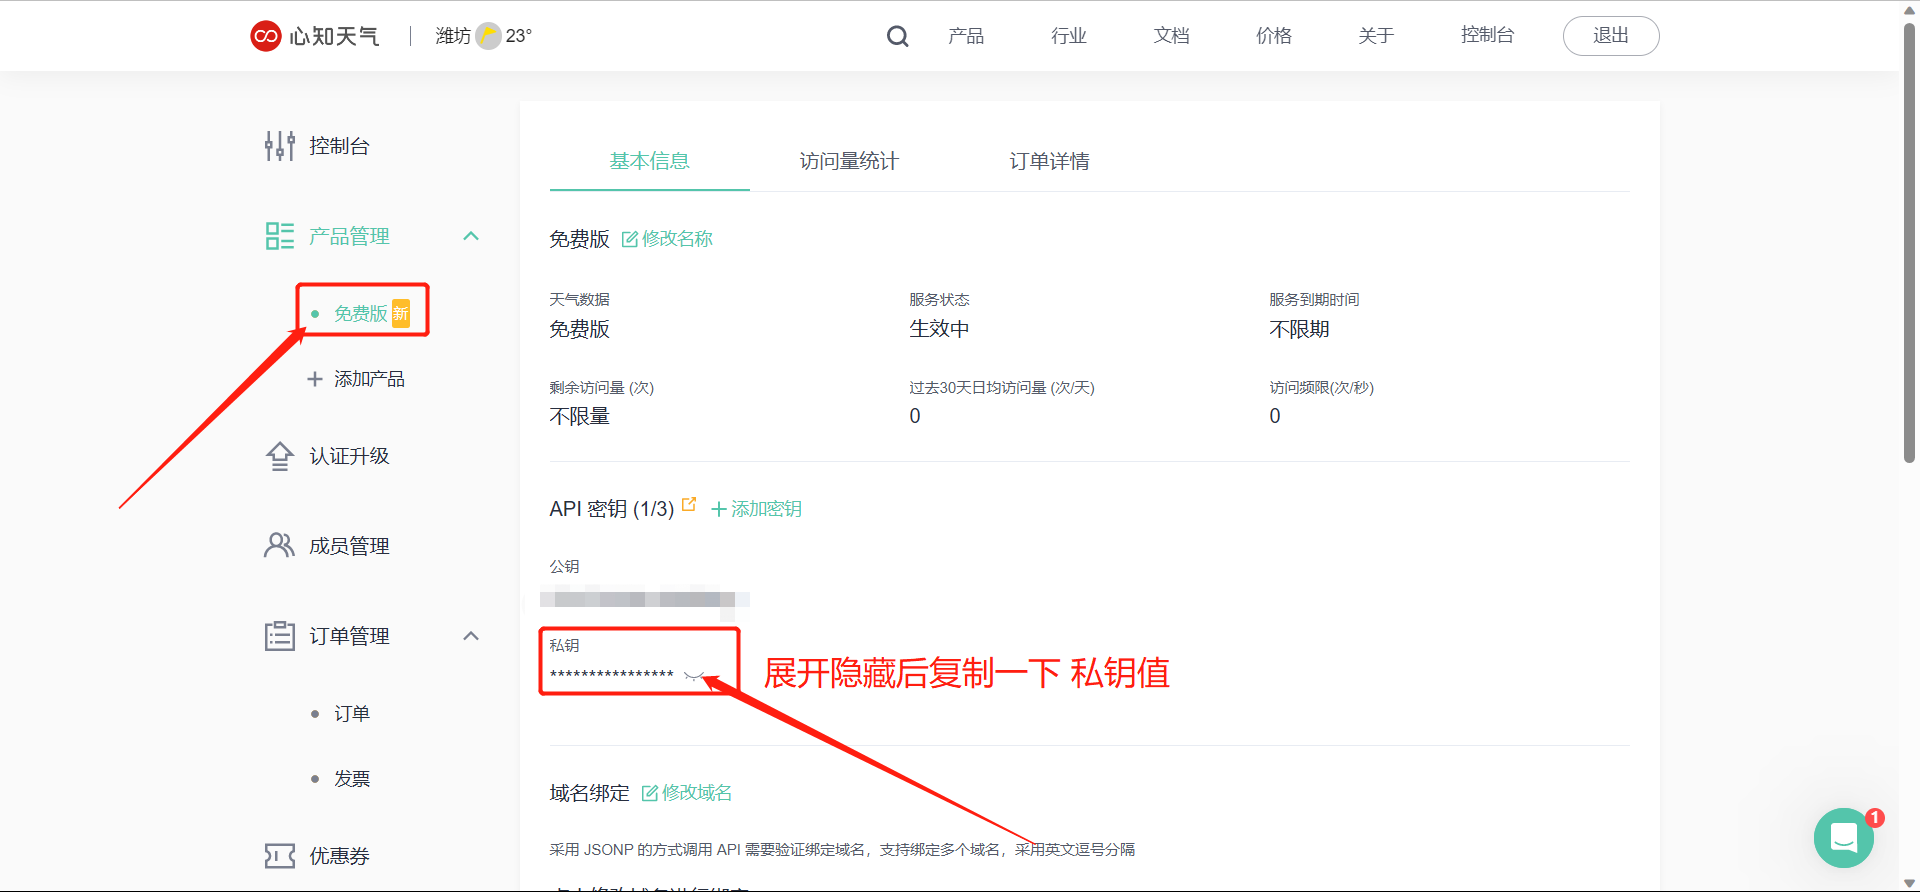 心知天气
潍坊 23°
产品 行业 文档 价格 关于 控制台 退出
控制台
产品管理
免费版 新
添加产品
认证升级
成员管理
订单管理
订单
发票
优惠券
基本信息 访问量统计 订单详情
免费版 修改名称
天气数据 服务状态 服务到期时间
免费版 生效中 不限期
剩余访问量 (次) 过去30天日均访问量 (次/天) 访问频限(次/秒)
不限量 0 0
API 密钥 (1/3) 添加密钥
公钥
私钥
****************
展开隐藏后复制一下 私钥值
域名绑定 修改域名
采用 JSONP 的方式调用 API 需要验证绑定域名，支持绑定多个域名，采用英文逗号分隔
1